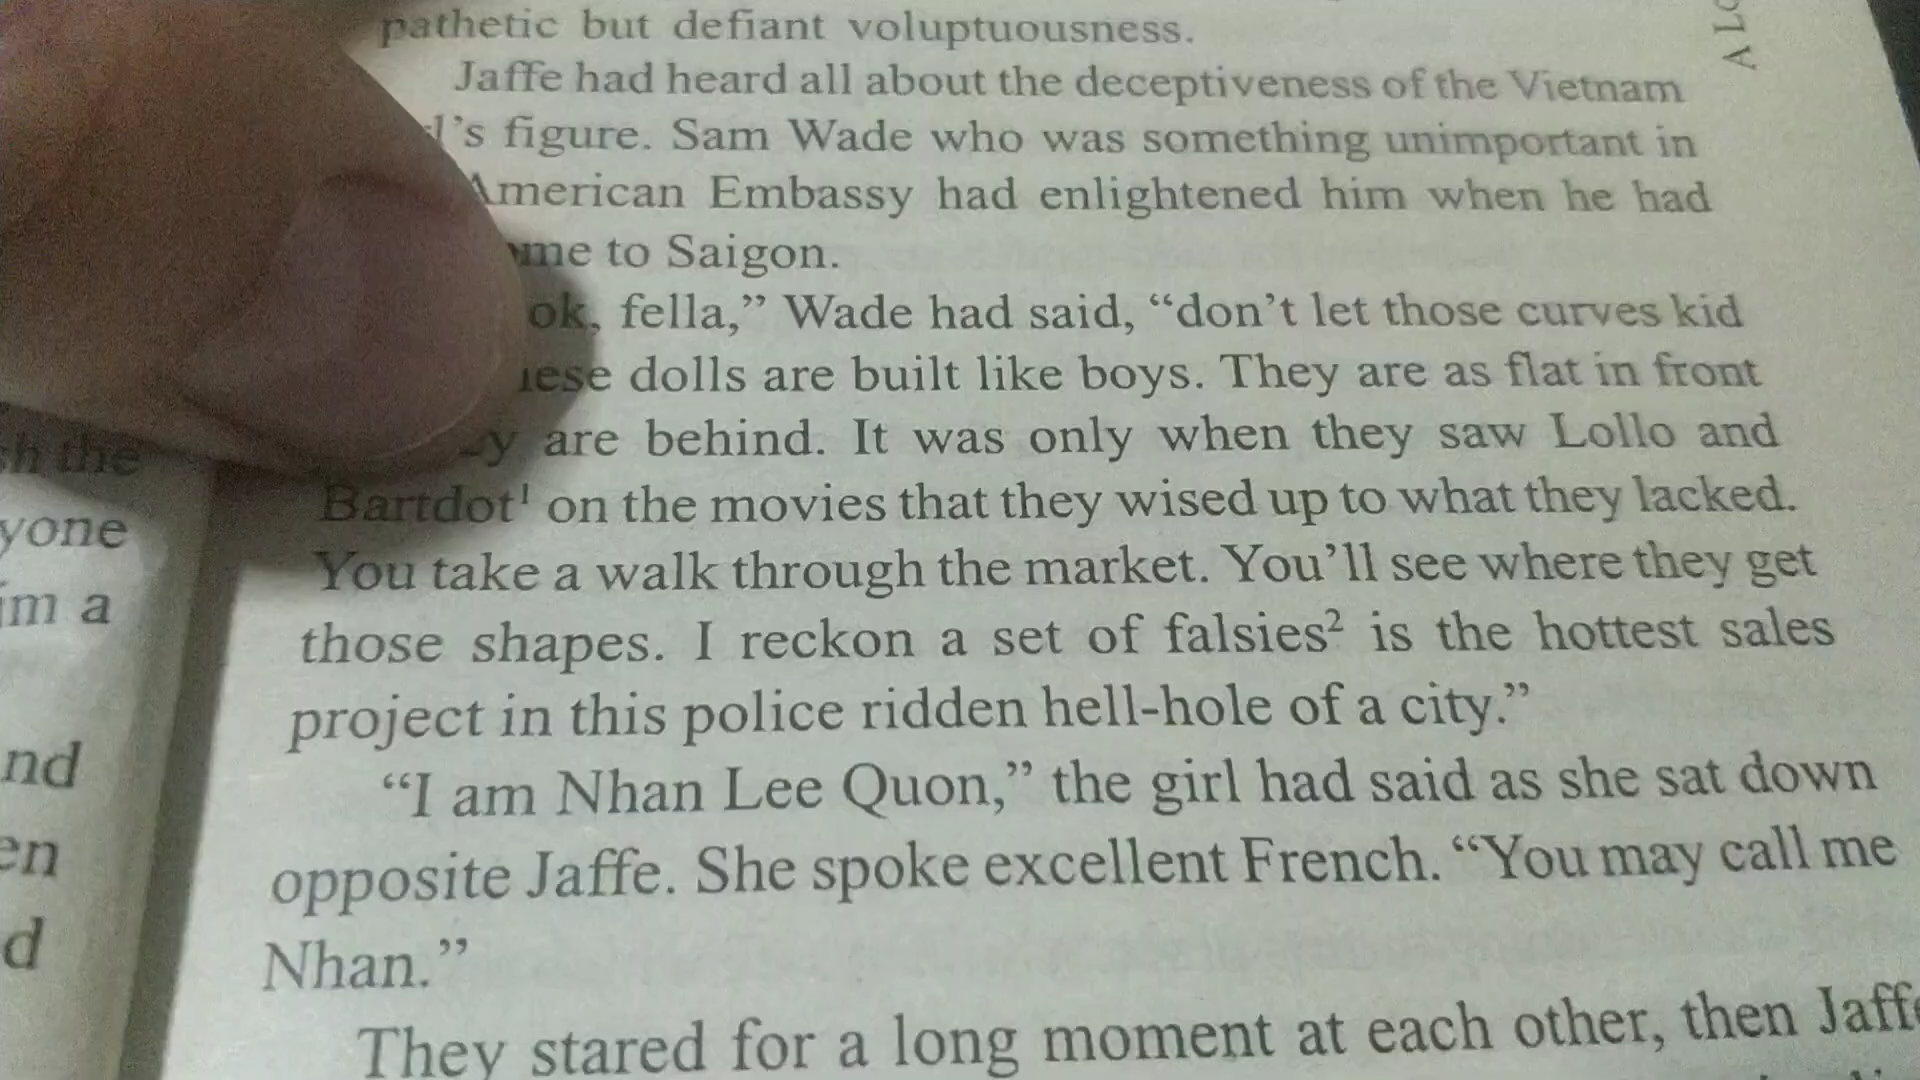 pathetic but defiant voluptuousness.
Jaffe had heard all about the deceptiveness of the Vietnam
l's figure. Sam Wade who was something unimportant in
American Embassy had enlightened him when he had
me to Saigon.
ok, fella,” Wade had said, “don’t let those curves kid
ese dolls are built like boys. They are as flat in front
y are behind. It was only when they saw Lollo and
Bartdot¹ on the movies that they wised up to what they lacked.
You take a walk through the market. You’ll see where they get
those shapes. I reckon a set of falsies² is the hottest sales
project in this police ridden hell-hole of a city.”
“I am Nhan Lee Quon,” the girl had said as she sat down
opposite Jaffe. She spoke excellent French. “You may call me
Nhan.”
They stared for a long moment at each other, then Jaffe
A LO
h the
yone
im a
nd
en
d